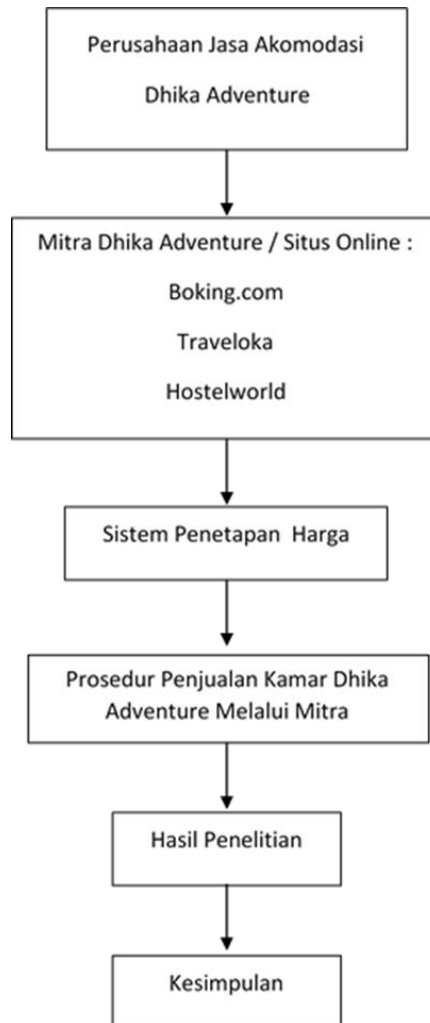 Perusahaan Jasa Akomodasi
Dhika Adventure
Mitra Dhika Adventure / Situs Online :
Boking.com
Traveloka
Hostelworld
Sistem Penetapan Harga
Prosedur Penjualan Kamar Dhika
Adventure Melalui Mitra
Hasil Penelitian
Kesimpulan